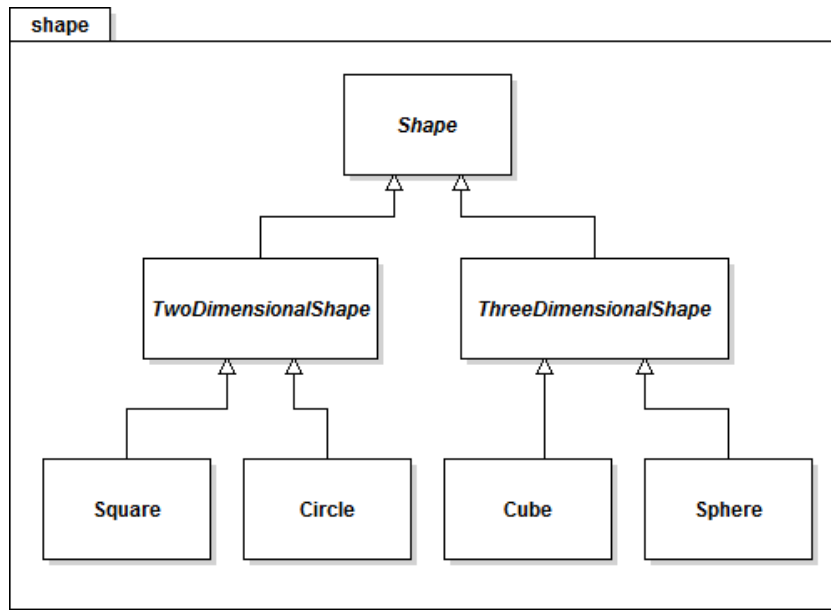 shape
Shape
TwoDimensionalShape
ThreeDimensionalShape
Square
Circle
Cube
Sphere